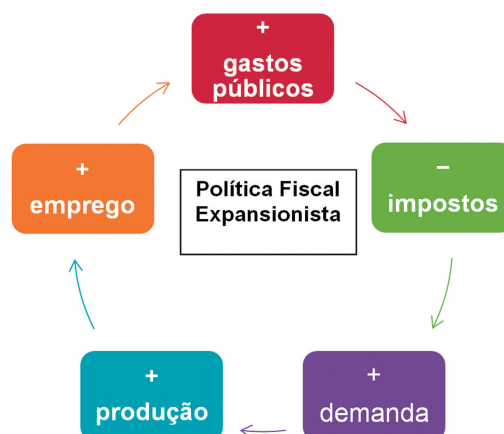 +
gastos
públicos
−
impostos
+
demanda
+
produção
+
emprego
Política Fiscal
Expansionista